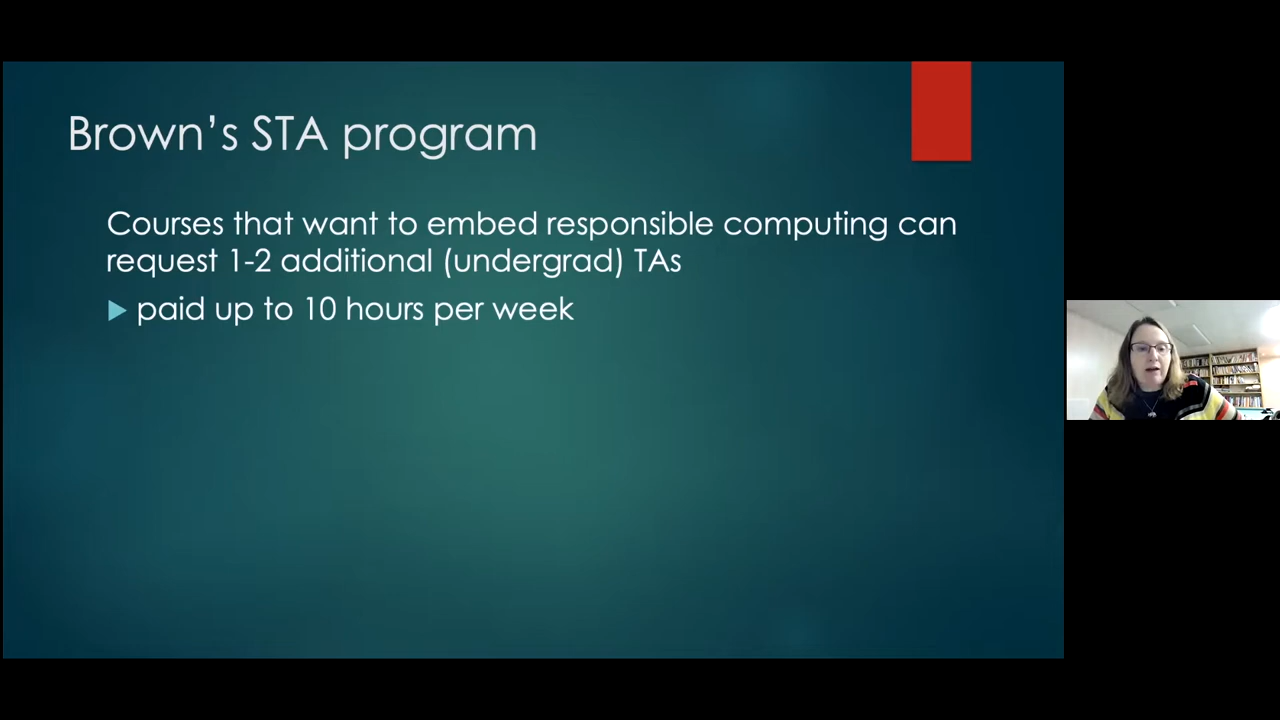 Brown’s STA program
Courses that want to embed responsible computing can
request 1-2 additional (undergrad) TAs
paid up to 10 hours per week